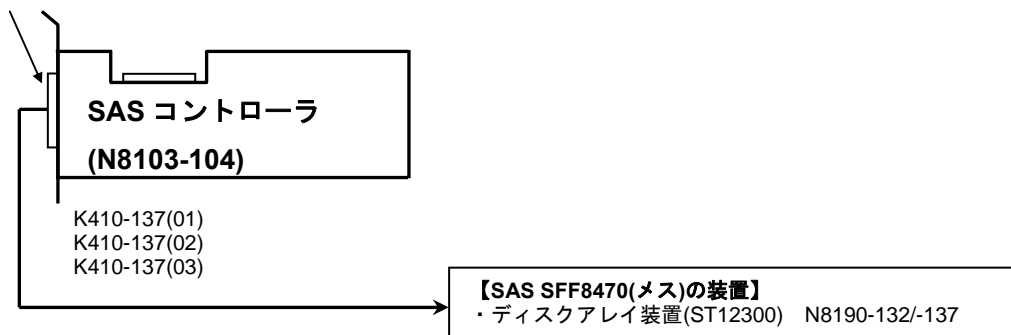 SAS コントローラ
(N8103-104)
K410-137(01)
K410-137(02)
K410-137(03)
【SAS SFF8470(メス)の装置】
・ディスクアレイ装置(ST12300) N8190-132/-137